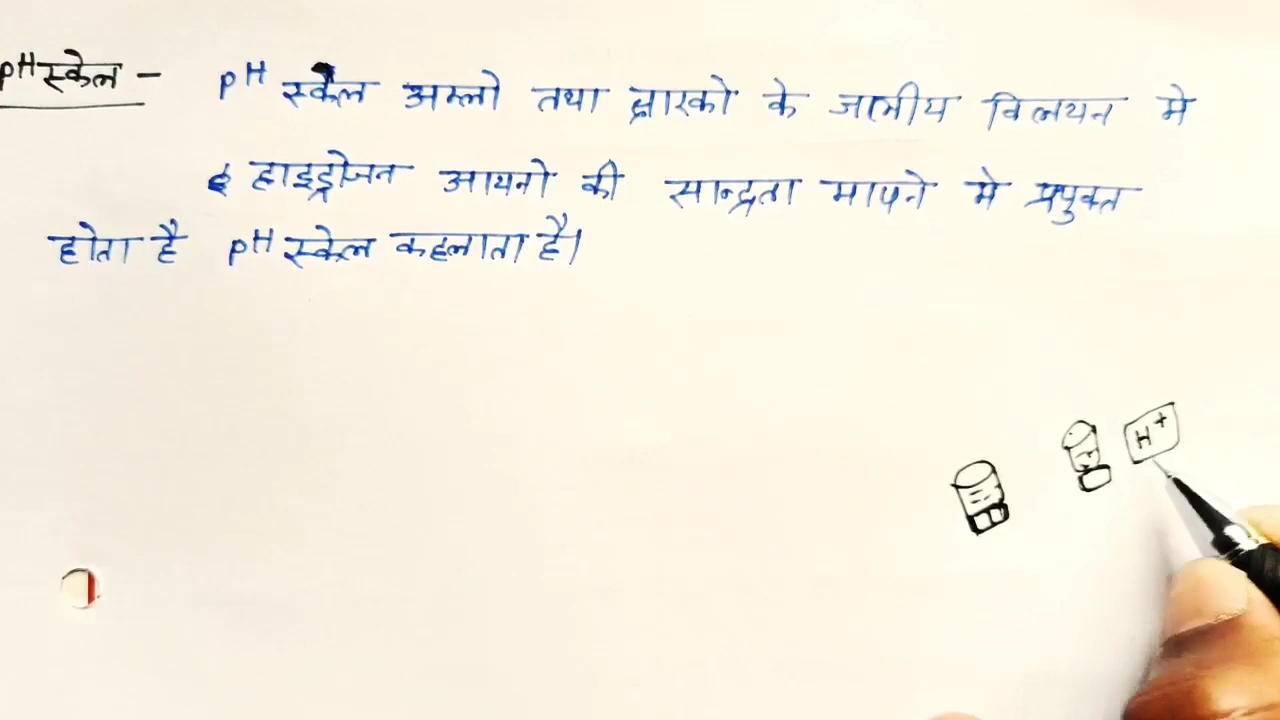 pH स्केल - pH स्केल अम्लो तथा क्षारको के जलीय विलयन मे
हाइड्रोजन आयनो की सान्द्रता मापने मे प्रयुक्त
होता है pH स्केल कहलाता है।
H+